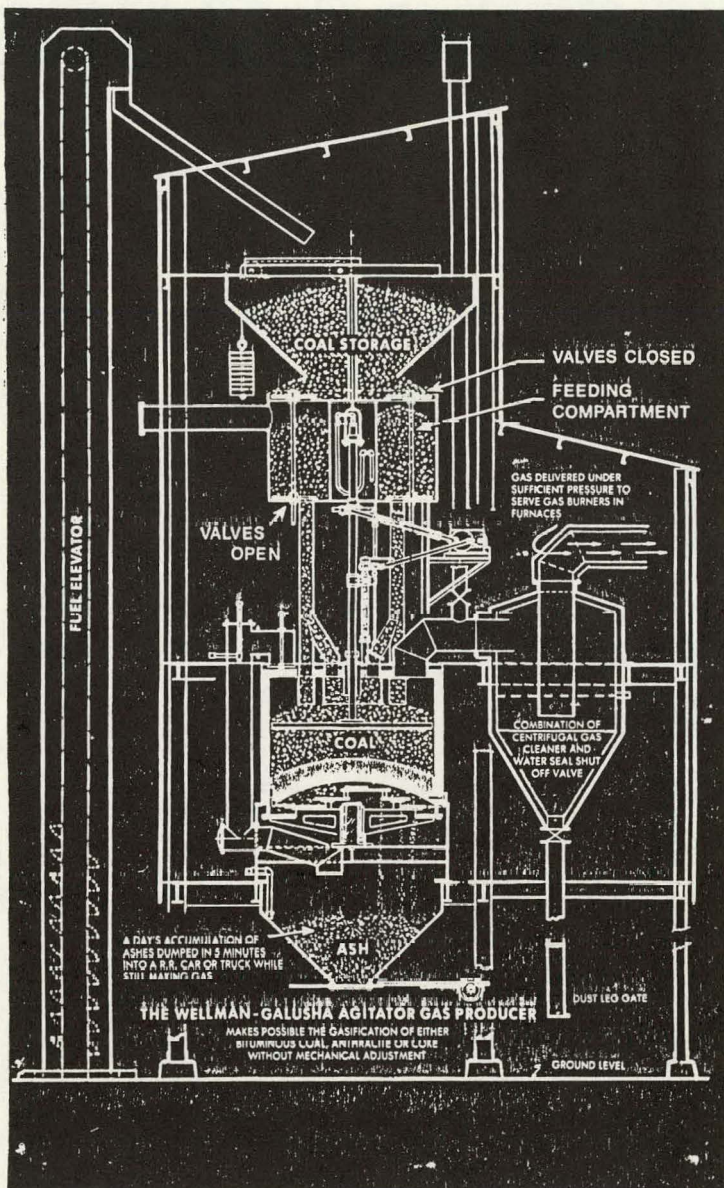 COAL STORAGE
VALVES CLOSED
FEEDING
COMPARTMENT
GAS DELIVERED UNDER
SUFFICIENT PRESSURE TO
SERVE GAS BURNERS IN
FURNACES
VALVES
OPEN
FUEL ELEVATOR
COAL
COMBINATION OF
CENTRIFUGAL GAS
CLEANER AND
WATER SEAL SHUT
OFF VALVE
A DAY'S ACCUMULATION OF
ASHES DUMPED IN 5 MINUTES
INTO A R.R. CAR OR TRUCK WHILE
STILL MAKING GAS
ASH
DUST LEG GATE
THE WELLMAN-GALUSHA AGITATOR GAS PRODUCER
MAKES POSSIBLE THE GASIFICATION OF EITHER
BITUMINOUS COAL, ANTHRACITE OR COKE
WITHOUT MECHANICAL ADJUSTMENT
GROUND LEVEL